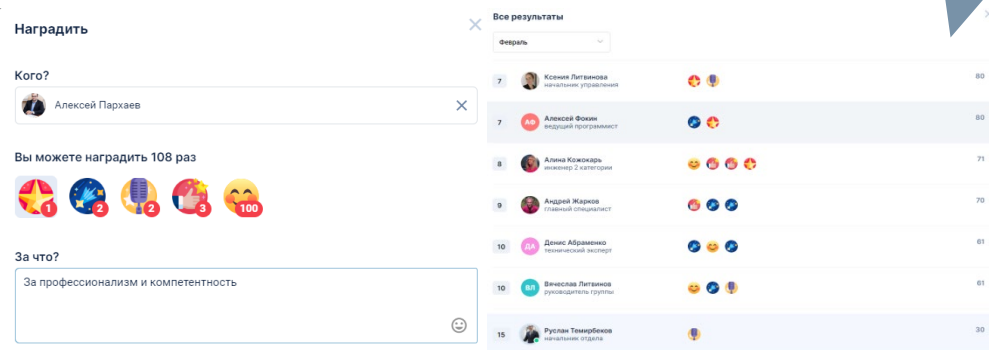 Наградить
Кого?
Алексей Пархаев
Вы можете наградить 108 раз
1 2 2 3 100
За что?
За профессионализм и компетентность
Все результаты
Февраль
7 Ксения Литвинова 80
начальник управления
7 АФ Алексей Фокин 80
ведущий программист
8 Алина Кожокарь 71
инженер 2 категории
9 Андрей Жарков 70
главный специалист
10 ДА Денис Абраменко 61
технический эксперт
10 ВЛ Вячеслав Литвинов 61
руководитель группы
15 Руслан Темирбеков 30
начальник отдела